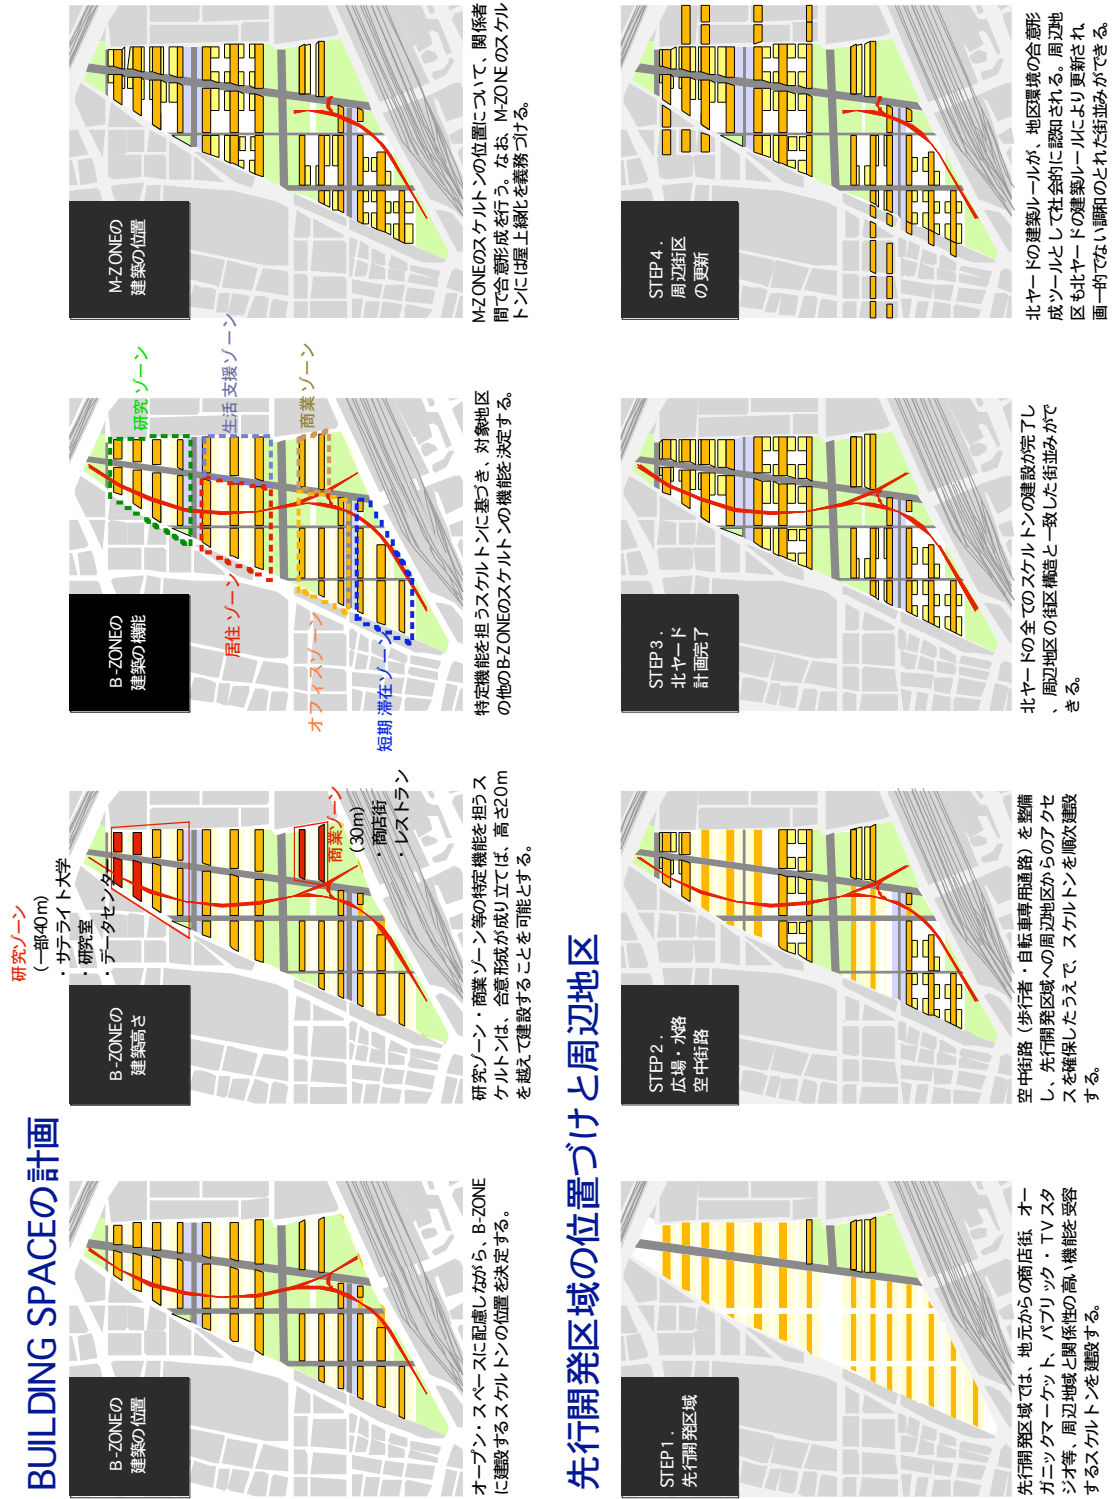 BUILDING SPACEの計画
B-ZONEの
建築の位置
オープン・スペースに配慮しながら、B-ZONE
に建設するスケルトンの位置を決定する。
B-ZONEの
建築高さ
研究ゾーン
（一部40m）
・サテライト大学
・研究室
・データセンター
商業ゾーン
（30m）
・商店街
・レストラン
研究ゾーン・商業ゾーン等の特定機能を担うス
ケルトンは、合意形成が成り立てば、高さ20m
を越えて建設することを可能とする。
B-ZONEの
建築の機能
研究ゾーン
生活支援ゾーン
商業ゾーン
居住ゾーン
オフィスゾーン
短期滞在ゾーン
特定機能を担うスケルトンに基づき、対象地区
の他のB-ZONEのスケルトンの機能を決定する。
M-ZONEの
建築の位置
M-ZONEのスケルトンの位置について、関係者
間で合意形成を行う。なお、M-ZONEのスケル
トンには屋上緑化を義務づける。
先行開発区域の位置づけと周辺地区
STEP1．
先行開発区域
先行開発区域では、地元からの商店街、オー
ガニックマーケット、パブリック・TVスタ
ジオ等、周辺地域と関係性の高い機能を受容
するスケルトンを建設する。
STEP2．
広場・水路
空中街路
空中街路（歩行者・自転車専用通路）を整備
し、先行開発区域への周辺地区からのアクセ
スを確保したうえで、スケルトンを順次建設
する。
STEP3．
北ヤード
計画完了
北ヤードの全てのスケルトンの建設が完了し
、周辺地区の街区構造と一致した街並みがで
きる。
STEP4．
周辺街区
の更新
北ヤードの建築ルールが、地区環境の合意形
成ツールとして社会的に認知される。周辺地
区も北ヤードの建築ルールにより更新され、
画一的でない調和のとれた街並みができる。